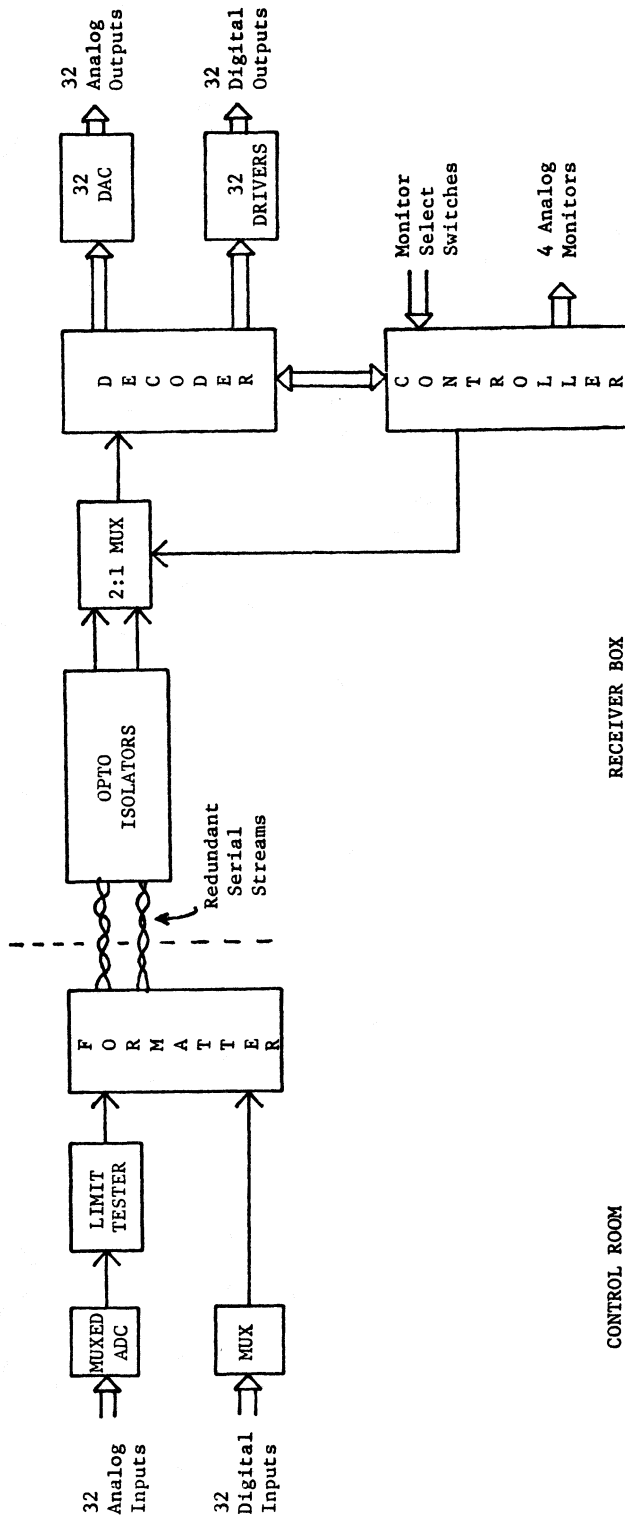 32
Analog
Inputs
MUXED
ADC
LIMIT
TESTER
32
Digital
Inputs
MUX
F
O
R
M
A
T
T
E
R
Redundant
Serial
Streams
OPTO
ISOLATORS
2:1 MUX
D
E
C
O
D
E
R
32
DAC
32
Analog
Outputs
32
DRIVERS
32
Digital
Outputs
Monitor
Select
Switches
C
O
N
T
R
O
L
L
E
R
4 Analog
Monitors
CONTROL ROOM
RECEIVER BOX